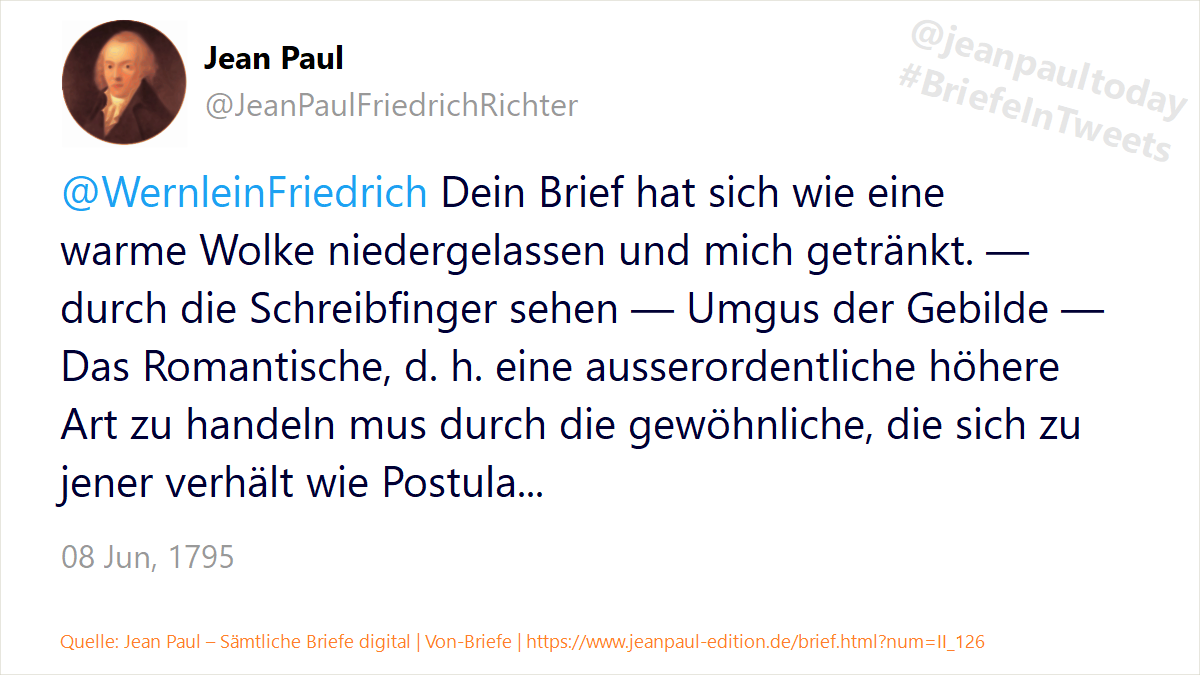 Jean Paul
@JeanPaulFriedrichRichter
@jeanpaultoday
#BriefeInTweets
@WernleinFriedrich Dein Brief hat sich wie eine
warme Wolke niedergelassen und mich getränkt. —
durch die Schreibfinger sehen — Umgus der Gebilde —
Das Romantische, d. h. eine ausserordentliche höhere
Art zu handeln mus durch die gewöhnliche, die sich zu
jener verhält wie Postula...
08 Jun, 1795
Quelle: Jean Paul – Sämtliche Briefe digital | Von-Briefe | https://www.jeanpaul-edition.de/brief.html?num=II_126